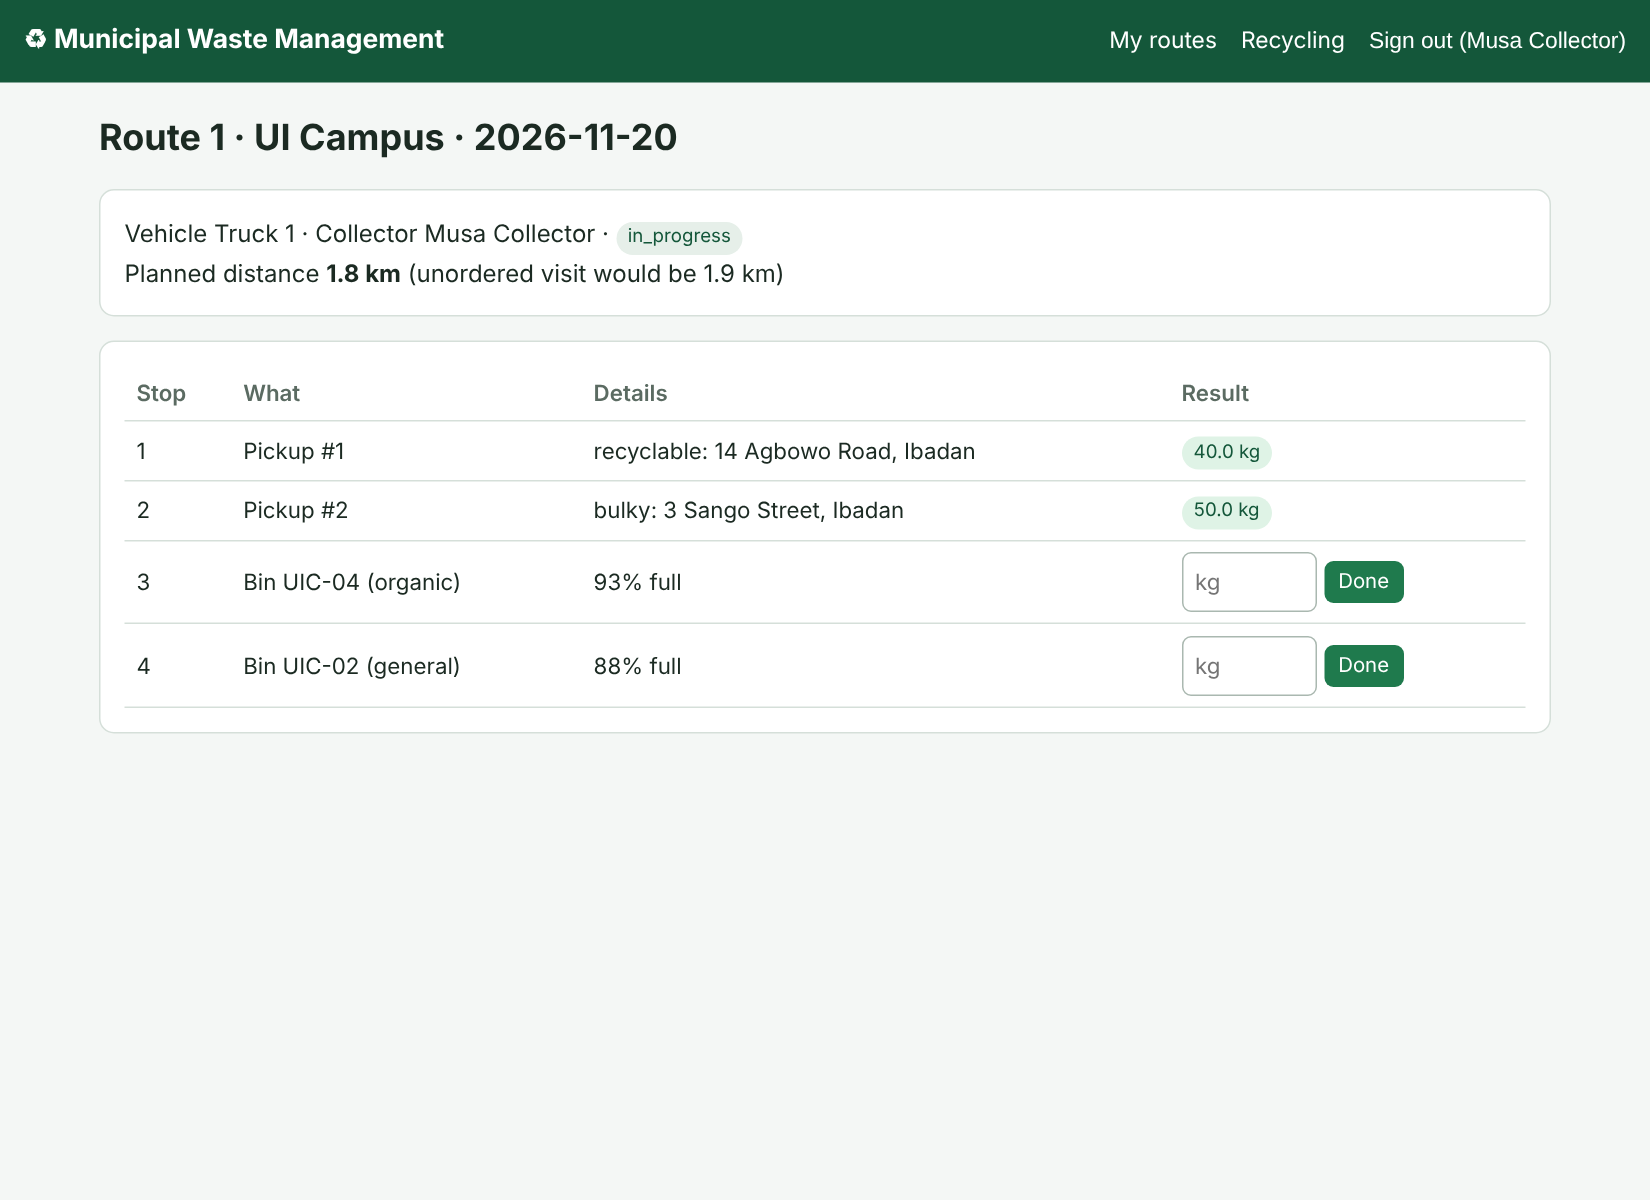 ♻ Municipal Waste Management
My routes Recycling Sign out (Musa Collector)
Route 1 · UI Campus · 2026-11-20
Vehicle Truck 1 · Collector Musa Collector · in_progress
Planned distance 1.8 km (unordered visit would be 1.9 km)
Stop What Details Result
1 Pickup #1 recyclable: 14 Agbowo Road, Ibadan 40.0 kg
2 Pickup #2 bulky: 3 Sango Street, Ibadan 50.0 kg
3 Bin UIC-04 (organic) 93% full kg Done
4 Bin UIC-02 (general) 88% full kg Done